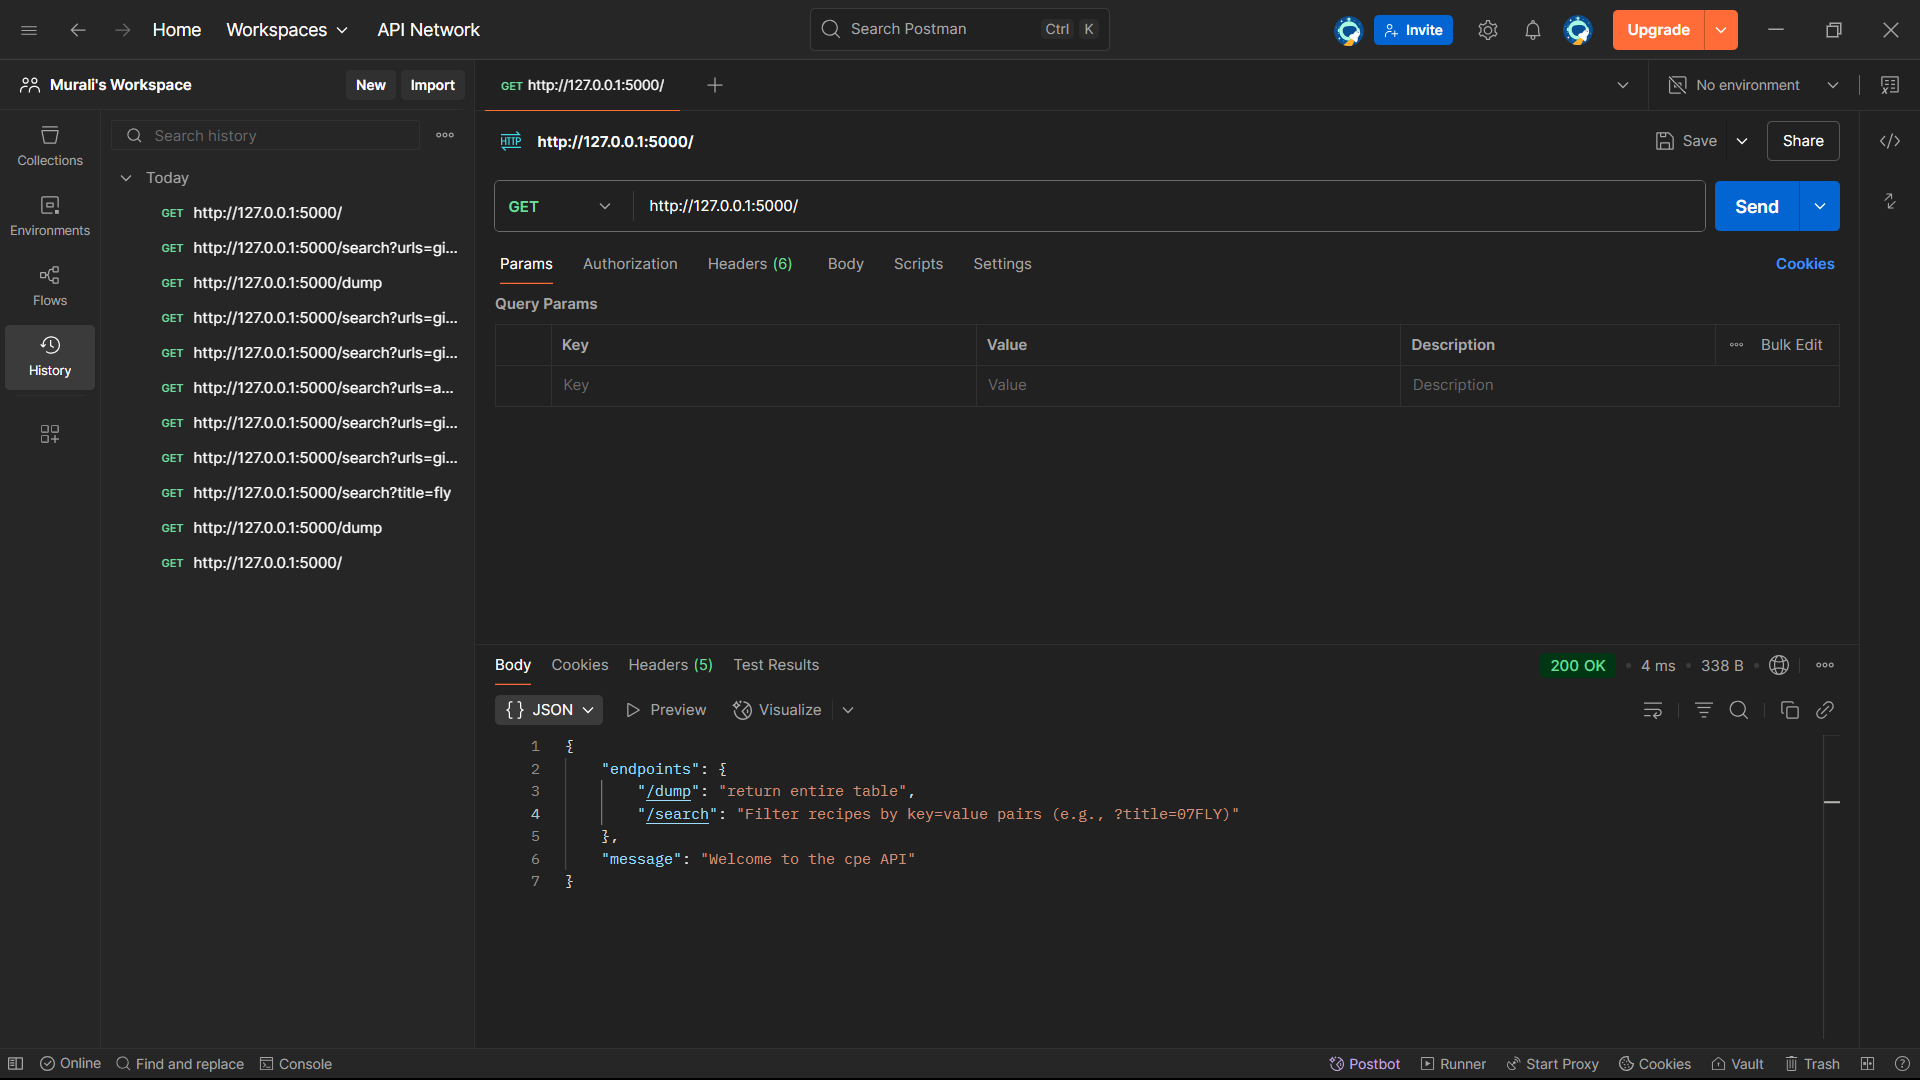 Home Workspaces API Network Search Postman Ctrl K Invite Upgrade
Murali's Workspace New Import GET http://127.0.0.1:5000/ No environment
Search history
http://127.0.0.1:5000/ Save Share
Collections
Environments
Flows
History
Today
GET http://127.0.0.1:5000/
GET http://127.0.0.1:5000/search?urls=gi...
GET http://127.0.0.1:5000/dump
GET http://127.0.0.1:5000/search?urls=gi...
GET http://127.0.0.1:5000/search?urls=gi...
GET http://127.0.0.1:5000/search?urls=a...
GET http://127.0.0.1:5000/search?urls=gi...
GET http://127.0.0.1:5000/search?urls=gi...
GET http://127.0.0.1:5000/search?title=fly
GET http://127.0.0.1:5000/dump
GET http://127.0.0.1:5000/
HTTP
GET http://127.0.0.1:5000/ Send
Params Authorization Headers (6) Body Scripts Settings Cookies
Query Params
Key Value Description Bulk Edit
Key Value Description
Body Cookies Headers (5) Test Results 200 OK 4 ms 338 B
{} JSON Preview Visualize
1 {
2 "endpoints": {
3 "/dump": "return entire table",
4 "/search": "Filter recipes by key=value pairs (e.g., ?title=07FLY)"
5 },
6 "message": "Welcome to the cpe API"
7 }
Online Find and replace Console Postbot Runner Start Proxy Cookies Vault Trash